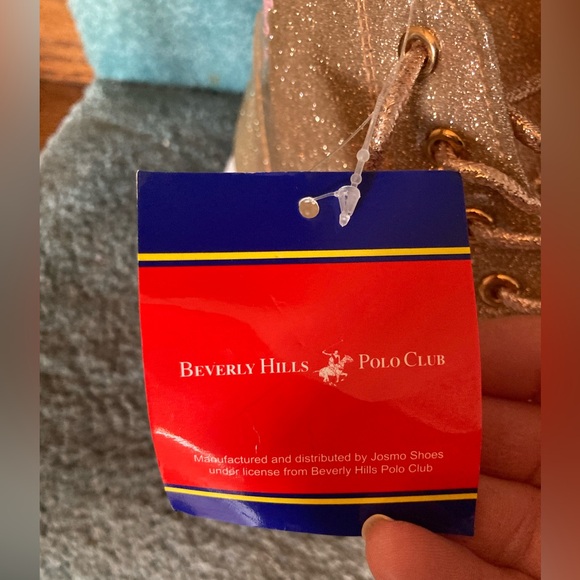 BEVERLY HILLS POLO CLUB
Manufactured and distributed by Josmo Shoes
under license from Beverly Hills Polo Club